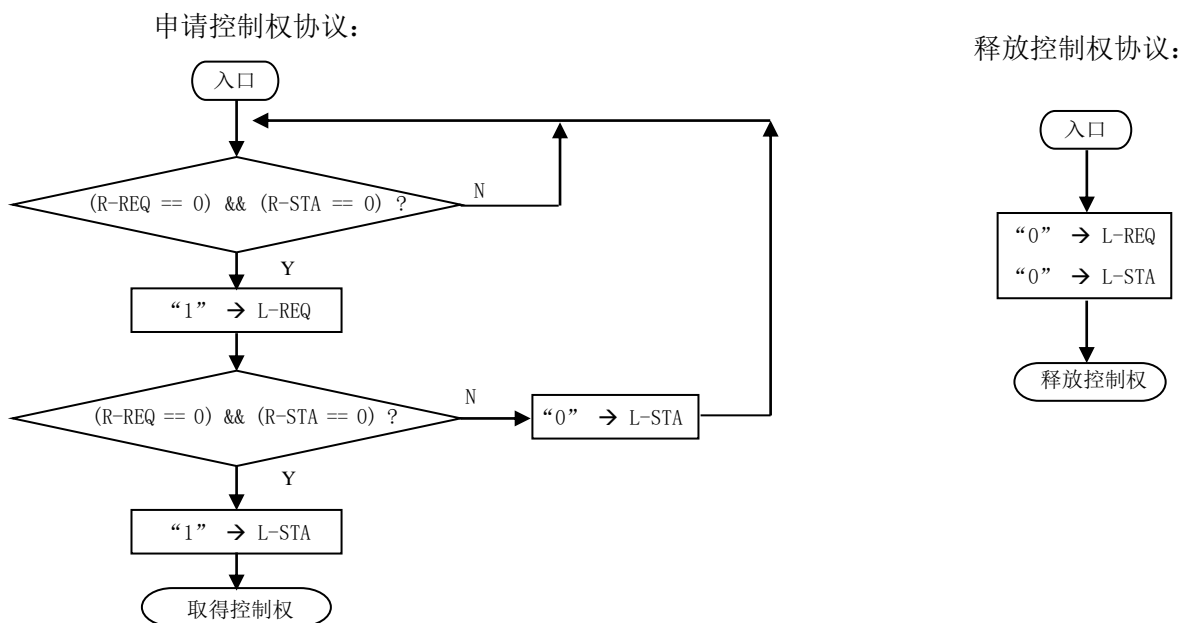 申请控制权协议：
入口
(R-REQ == 0) && (R-STA == 0) ?
N
Y
“1” → L-REQ
(R-REQ == 0) && (R-STA == 0) ?
N
“0” → L-STA
Y
“1” → L-STA
取得控制权
释放控制权协议：
入口
“0” → L-REQ
“0” → L-STA
释放控制权